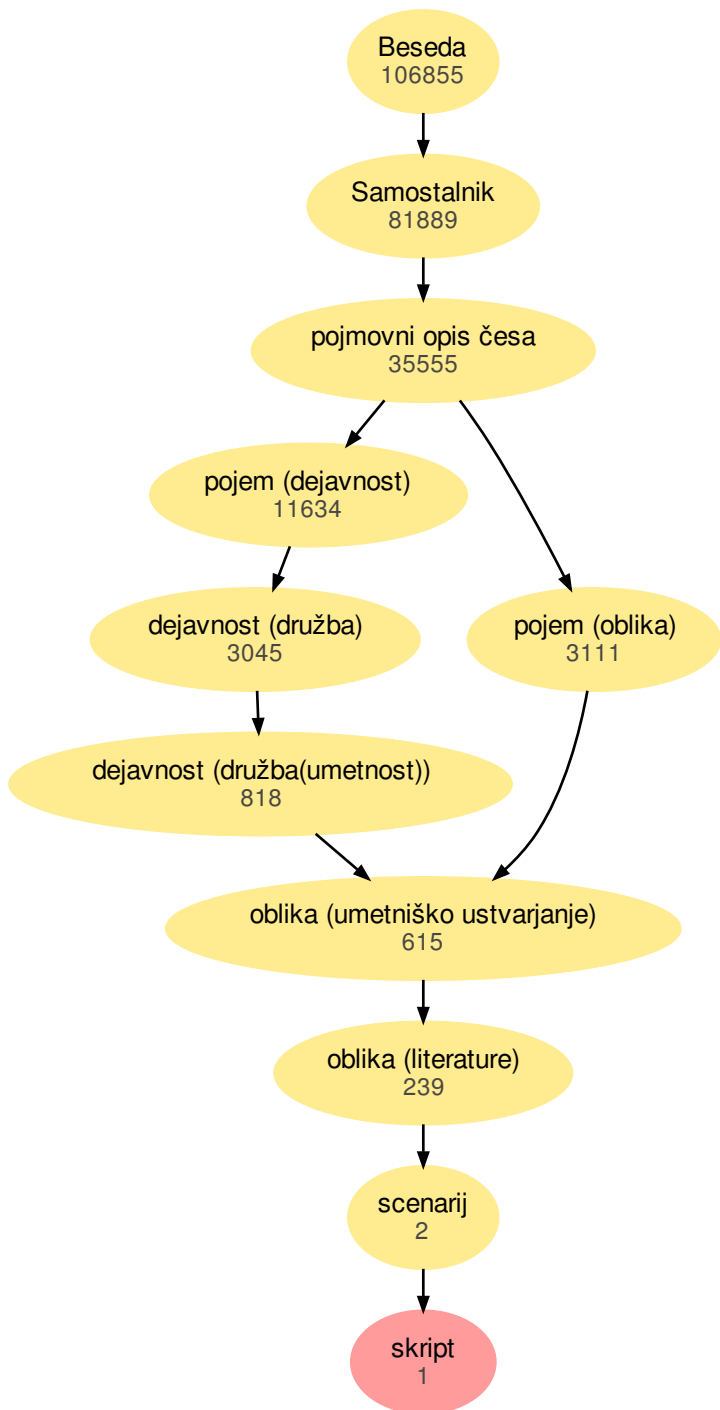 Beseda
106855
Samostalnik
81889
pojmovni opis česa
35555
pojem (dejavnost)
11634
dejavnost (družba)
3045
pojem (oblika)
3111
dejavnost (družba(umetnost))
818
oblika (umetniško ustvarjanje)
615
oblika (literature)
239
scenarij
2
skript
1